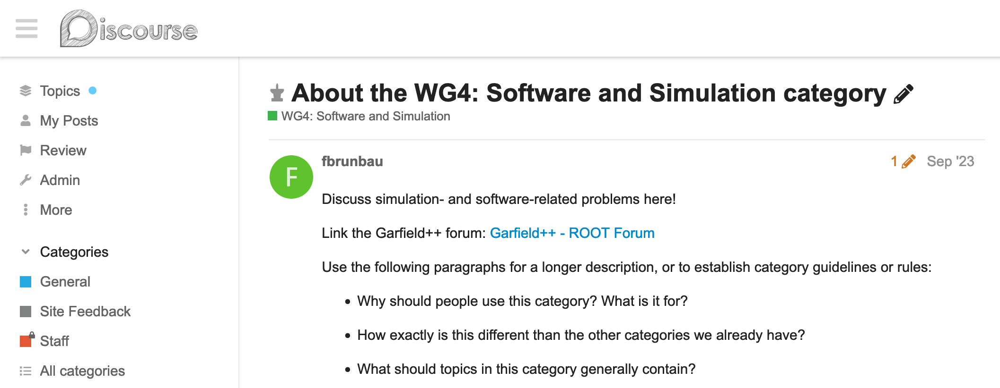 Discourse
Topics
My Posts
Review
Admin
More
Categories
General
Site Feedback
Staff
All categories
About the WG4: Software and Simulation category
WG4: Software and Simulation
F
fbrunbau
1
Sep '23
Discuss simulation- and software-related problems here!
Link the Garfield++ forum: Garfield++ - ROOT Forum
Use the following paragraphs for a longer description, or to establish category guidelines or rules:
• Why should people use this category? What is it for?
• How exactly is this different than the other categories we already have?
• What should topics in this category generally contain?